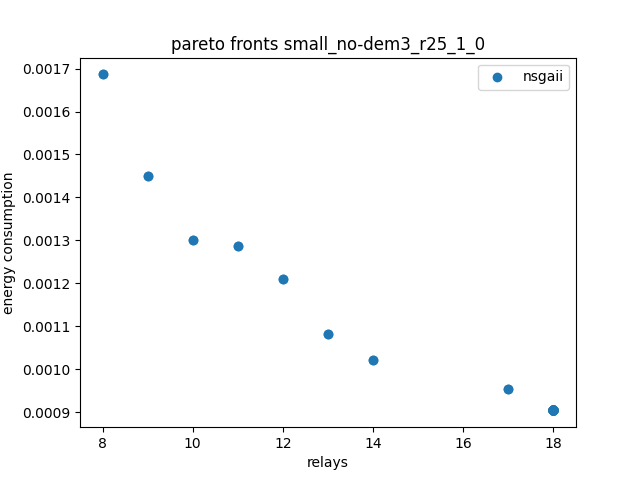 pareto fronts small_no-dem3_r25_1_0
nsgaii
0.0017
0.0016
0.0015
0.0014
0.0013
0.0012
0.0011
0.0010
0.0009
energy consumption
8 10 12 14 16 18
relays